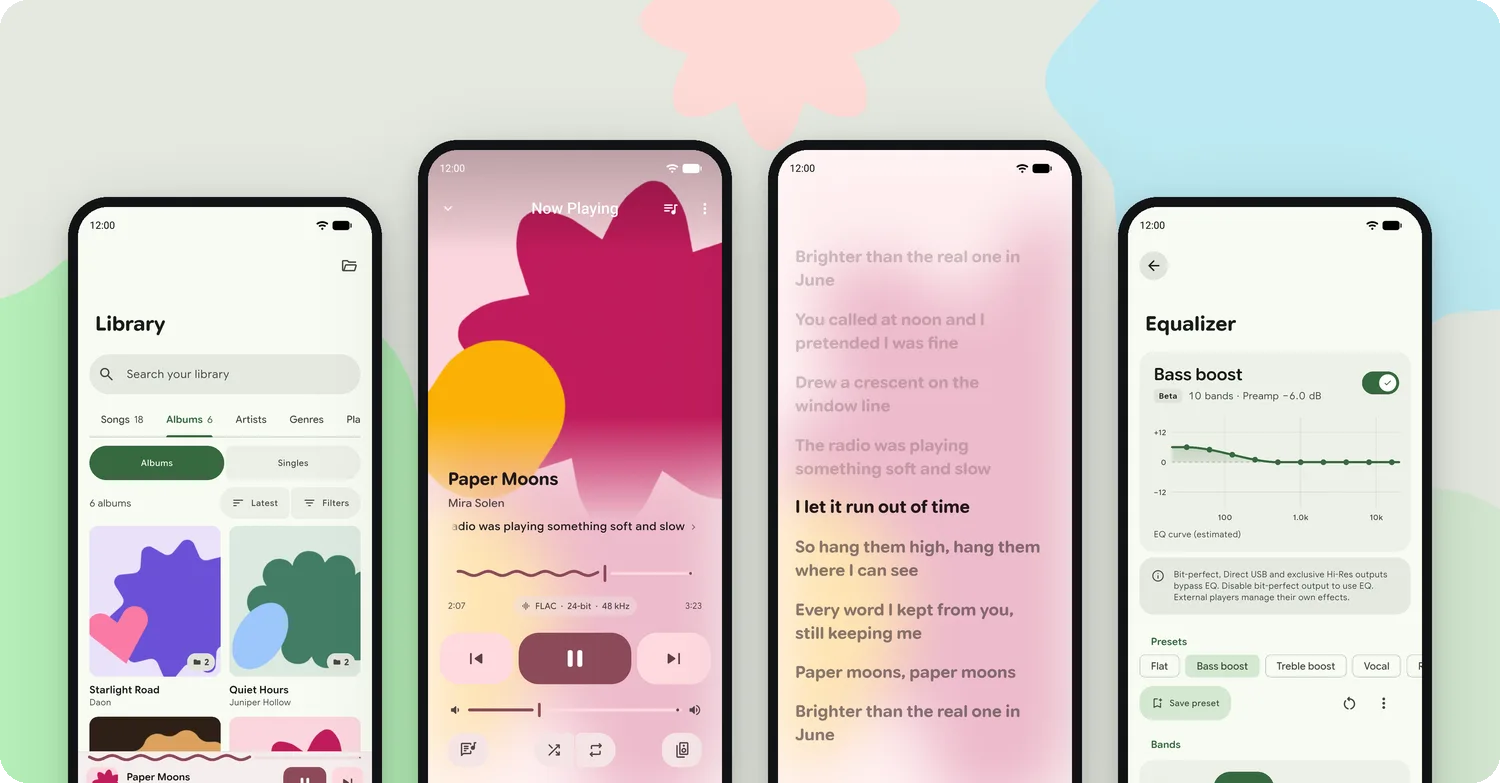 12:00
Library
Search your library
Songs 18 Albums 6 Artists Genres Pla
Albums Singles
6 albums Latest Filters
2 2
Starlight Road Quiet Hours
Daon Juniper Hollow
Paper Moons
12:00
Now Playing
Paper Moons
Mira Solen
adio was playing something soft and slow
2:07 FLAC · 24-bit · 48 kHz 3:23
12:00
Brighter than the real one in
June
You called at noon and I
pretended I was fine
Drew a crescent on the
window line
The radio was playing
something soft and slow
I let it run out of time
So hang them high, hang them
where I can see
Every word I kept from you,
still keeping me
Paper moons, paper moons
Brighter than the real one in
June
12:00
Equalizer
Bass boost
Beta 10 bands · Preamp −6.0 dB
+12
0
−12
100 1.0k 10k
EQ curve (estimated)
Bit-perfect, Direct USB and exclusive Hi-Res outputs
bypass EQ. Disable bit-perfect output to use EQ.
External players manage their own effects.
Presets
Flat Bass boost Treble boost Vocal
Save preset
Bands